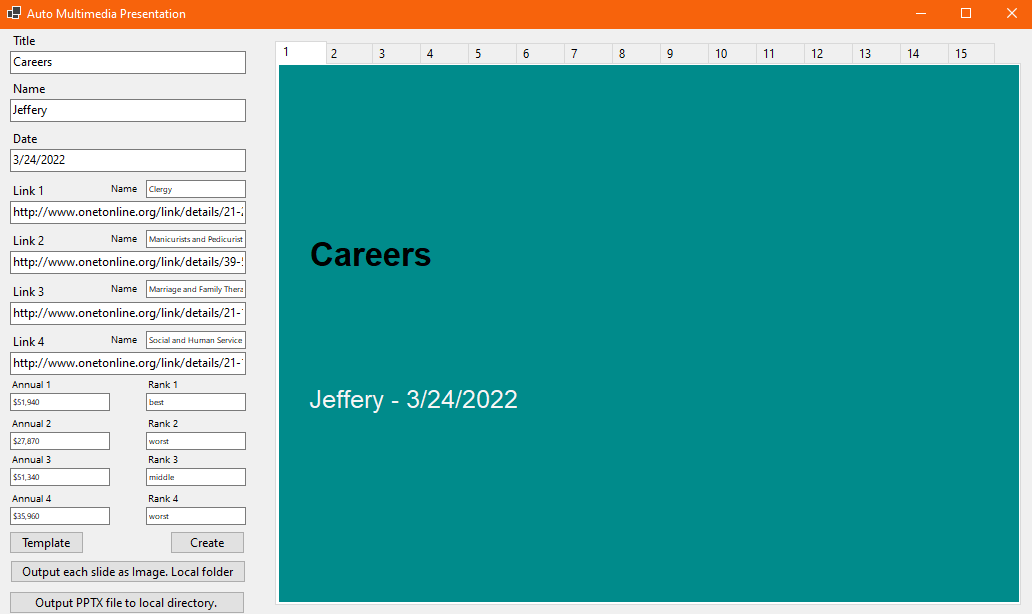 Auto Multimedia Presentation
Title
Careers
Name
Jeffery
Date
3/24/2022
Link 1 Name Clergy
http://www.onetonline.org/link/details/21-
Link 2 Name Manicurists and Pedicurist
http://www.onetonline.org/link/details/39-
Link 3 Name Marriage and Family Thera
http://www.onetonline.org/link/details/21-
Link 4 Name Social and Human Service
http://www.onetonline.org/link/details/21-
Annual 1 Rank 1
$51,940 best
Annual 2 Rank 2
$27,870 worst
Annual 3 Rank 3
$51,340 middle
Annual 4 Rank 4
$35,960 worst
Template Create
Output each slide as Image. Local folder
Output PPTX file to local directory.
1 2 3 4 5 6 7 8 9 10 11 12 13 14 15
Careers
Jeffery - 3/24/2022